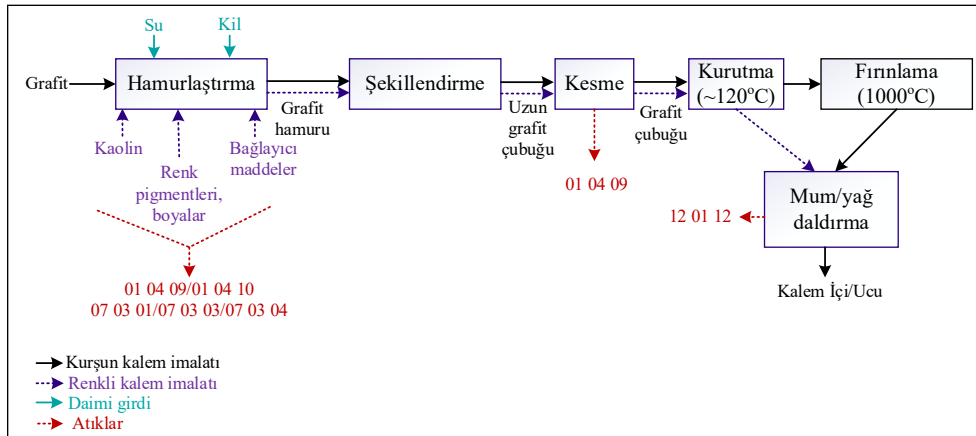 Su
Kil
Grafit
Hamurlaştırma
Grafit
hamuru
Şekillendirme
Uzun
grafit
çubuğu
Kesme
Grafit
çubuğu
Kurutma
(~120°C)
Fırınlama
(1000°C)
Kaolin
Renk
pigmentleri,
boyalar
Bağlayıcı
maddeler
01 04 09
12 01 12
Mum/yağ
daldırma
Kalem İçi/Ucu
01 04 09/01 04 10
07 03 01/07 03 03/07 03 04
Kurşun kalem imalatı
Renkli kalem imalatı
Daimi girdi
Atıklar